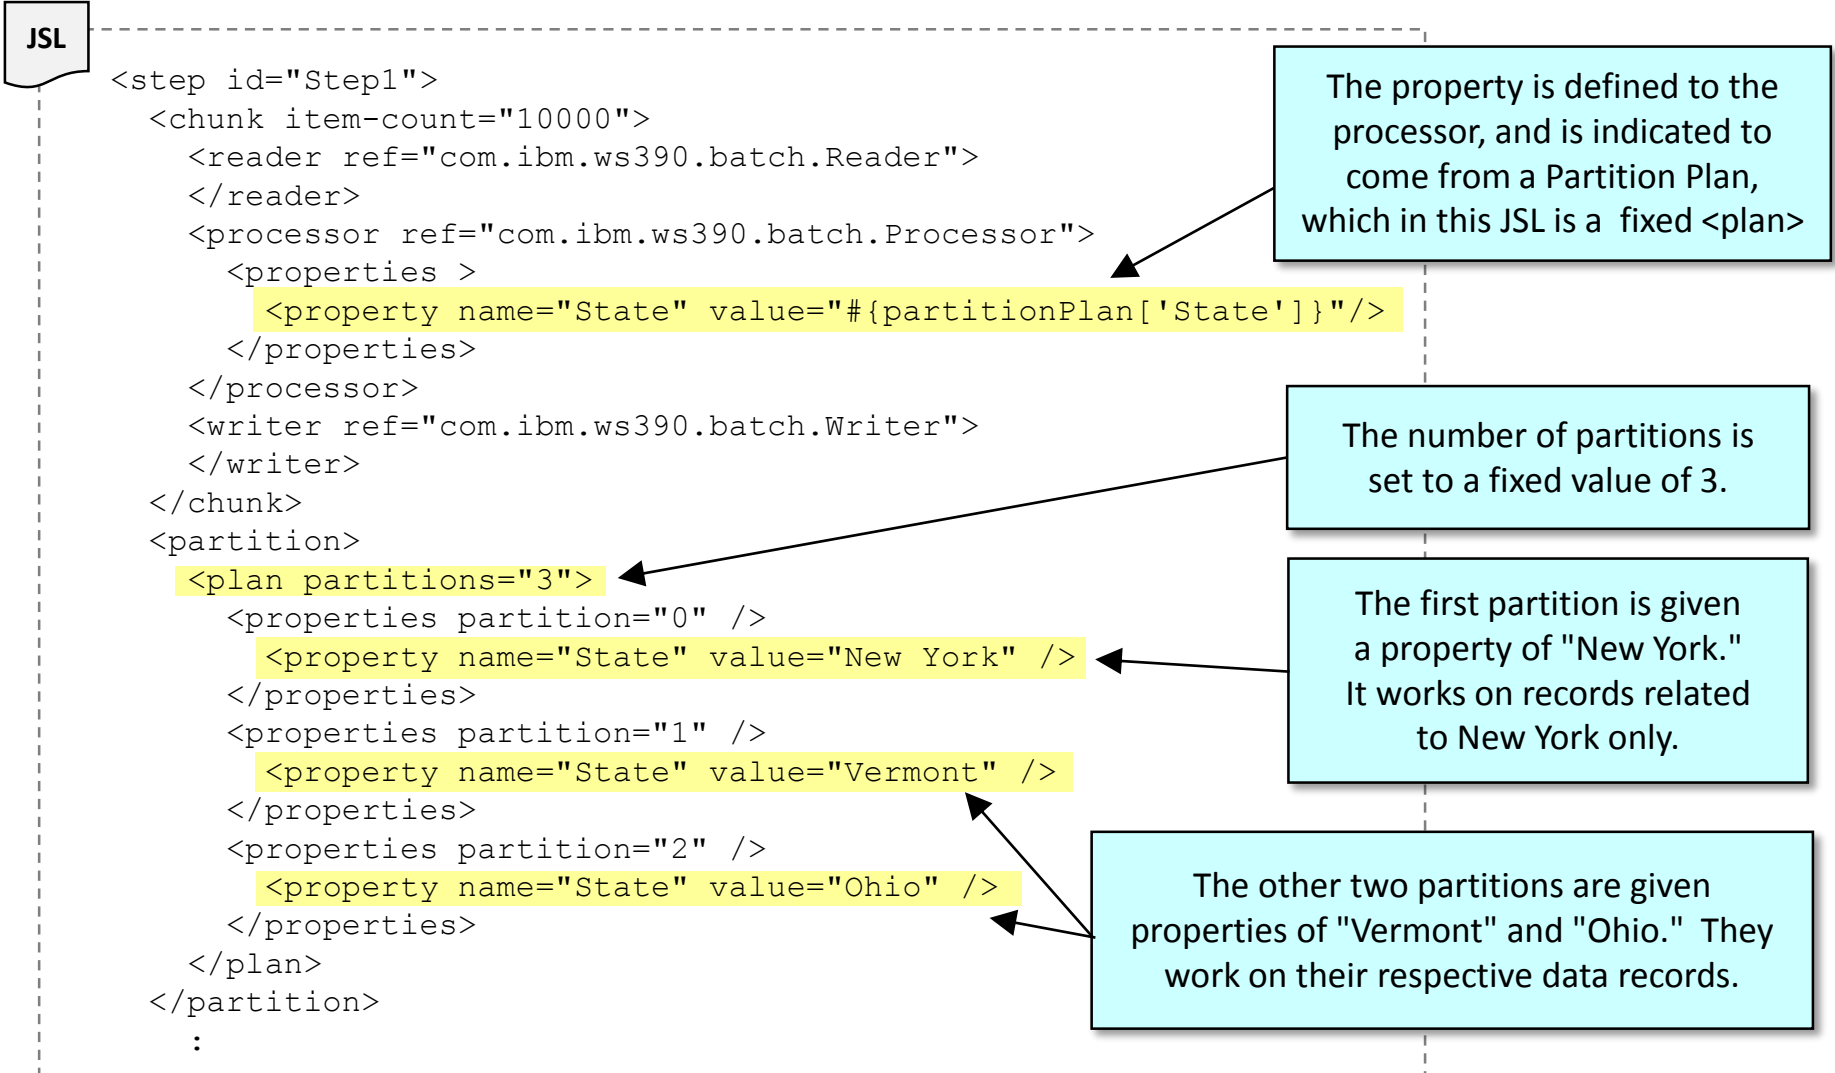 JSL
<step id="Step1">
<chunk item-count="10000">
<reader ref="com.ibm.ws390.batch.Reader">
</reader>
<processor ref="com.ibm.ws390.batch.Processor">
<properties >
<property name="State" value="#{partitionPlan['State']}"/>
</properties>
</processor>
<writer ref="com.ibm.ws390.batch.Writer">
</writer>
</chunk>
<partition>
<plan partitions="3">
<properties partition="0" />
<property name="State" value="New York" />
</properties>
<properties partition="1" />
<property name="State" value="Vermont" />
</properties>
<properties partition="2" />
<property name="State" value="Ohio" />
</properties>
</plan>
</partition>
:
The property is defined to the
processor, and is indicated to
come from a Partition Plan,
which in this JSL is a  fixed <plan>
The number of partitions is
set to a fixed value of 3.
The first partition is given
a property of "New York."
It works on records related
to New York only.
The other two partitions are given
properties of "Vermont" and "Ohio."  They
work on their respective data records.